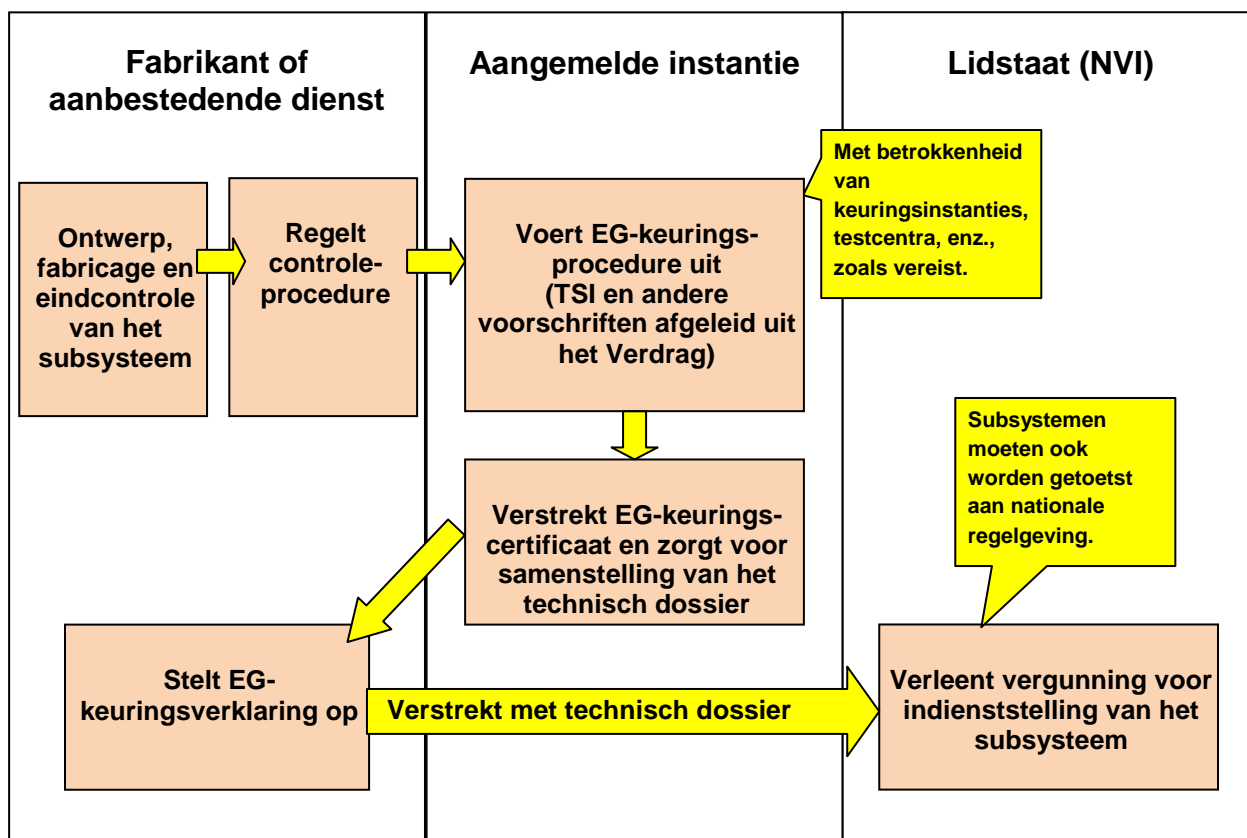 Fabrikant of
aanbestedende dienst
Aangemelde instantie
Lidstaat (NVI)
Ontwerp,
fabricage en
eindcontrole
van het
subsysteem
Regelt
controle-
procedure
Voert EG-keurings-
procedure uit
(TSI en andere
voorschriften afgeleid uit
het Verdrag)
Met betrokkenheid
van
keuringsinstanties,
testcentra, enz.,
zoals vereist.
Verstrekt EG-keurings-
certificaat en zorgt voor
samenstelling van het
technisch dossier
Subsystemen
moeten ook
worden getoetst
aan nationale
regelgeving.
Stelt EG-
keuringsverklaring op
Verstrekt met technisch dossier
Verleent vergunning voor
indienststelling van het
subsysteem